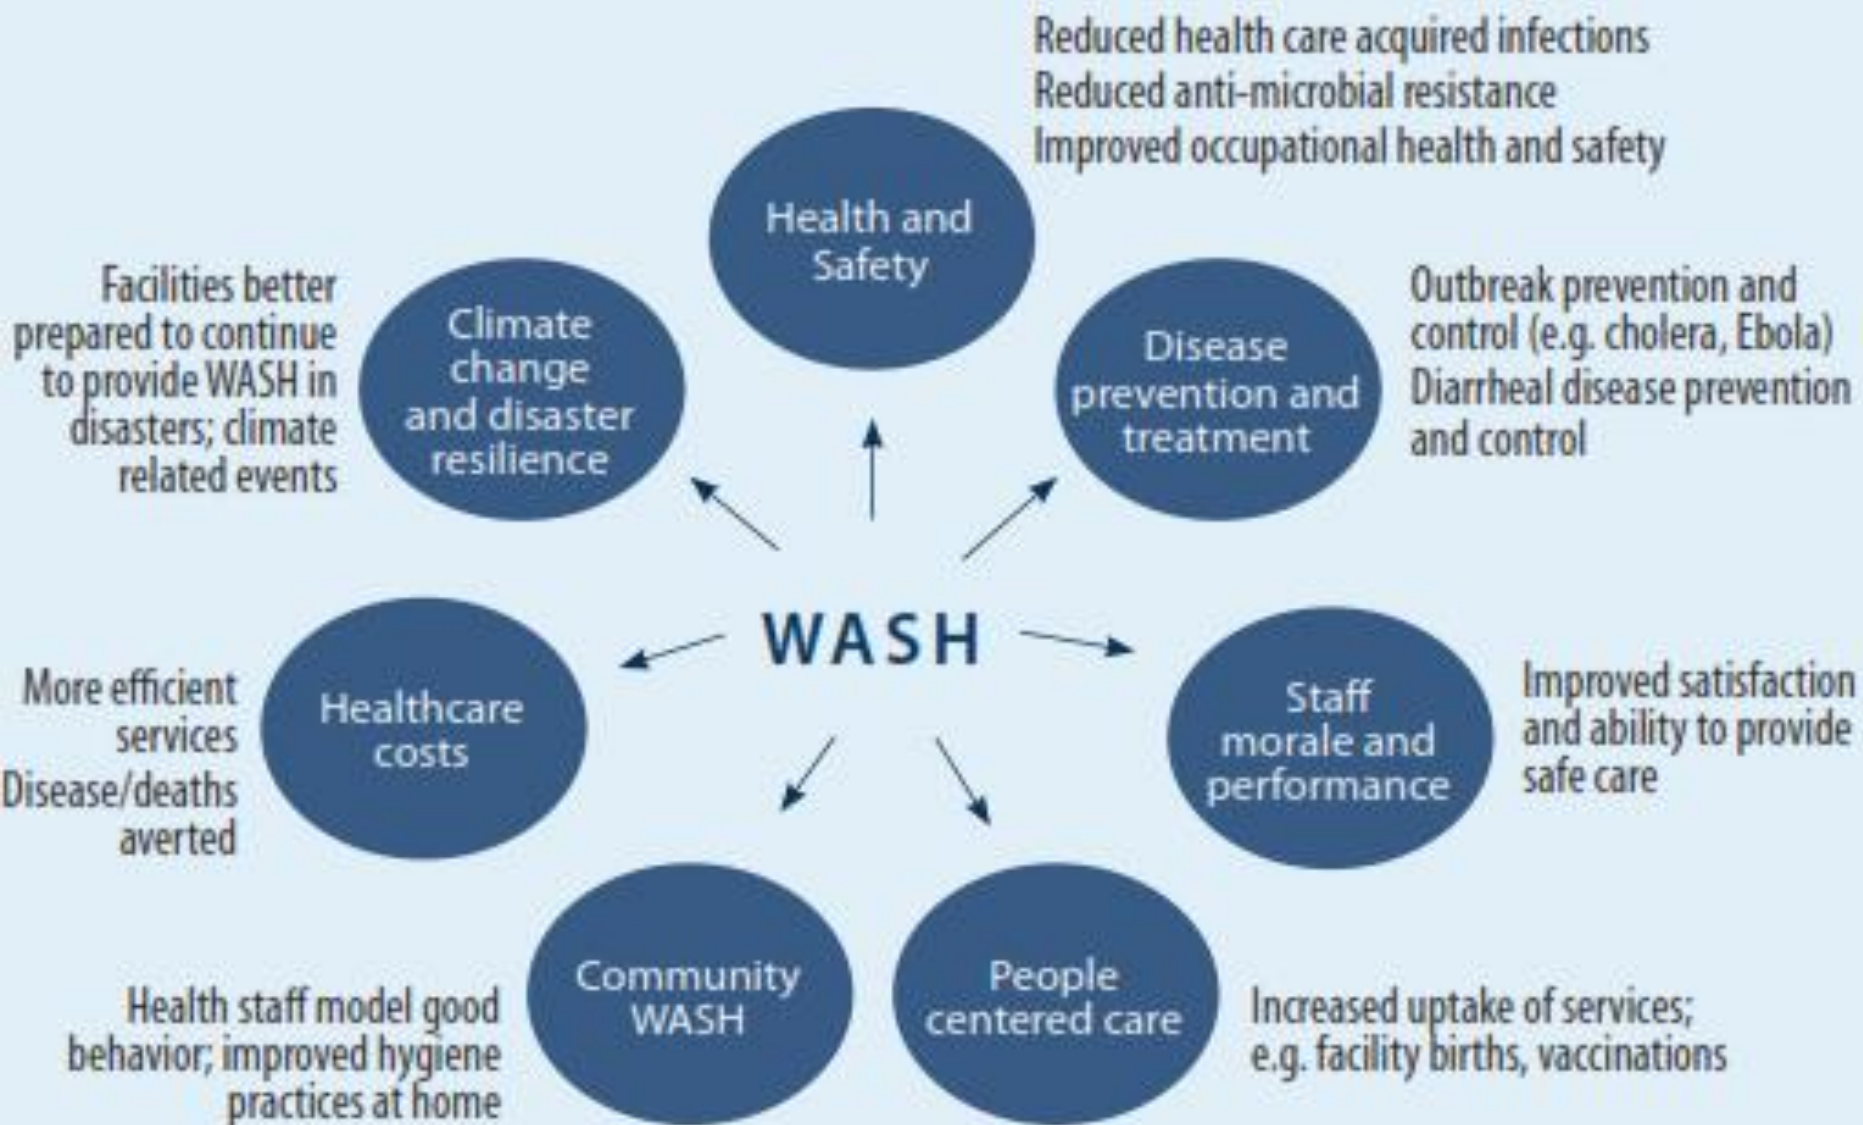 Reduced health care acquired infections
Reduced anti-microbial resistance
Improved occupational health and safety
Health and
Safety
Facilities better
prepared to continue
to provide WASH in
disasters; climate
related events
Climate
change
and disaster
resilience
Disease
prevention and
treatment
Outbreak prevention and
control (e.g. cholera, Ebola)
Diarrheal disease prevention
and control
WASH
More efficient
services
Disease/deaths
averted
Healthcare
costs
Staff
morale and
performance
Improved satisfaction
and ability to provide
safe care
Health staff model good
behavior; improved hygiene
practices at home
Community
WASH
People
centered care
Increased uptake of services;
e.g. facility births, vaccinations